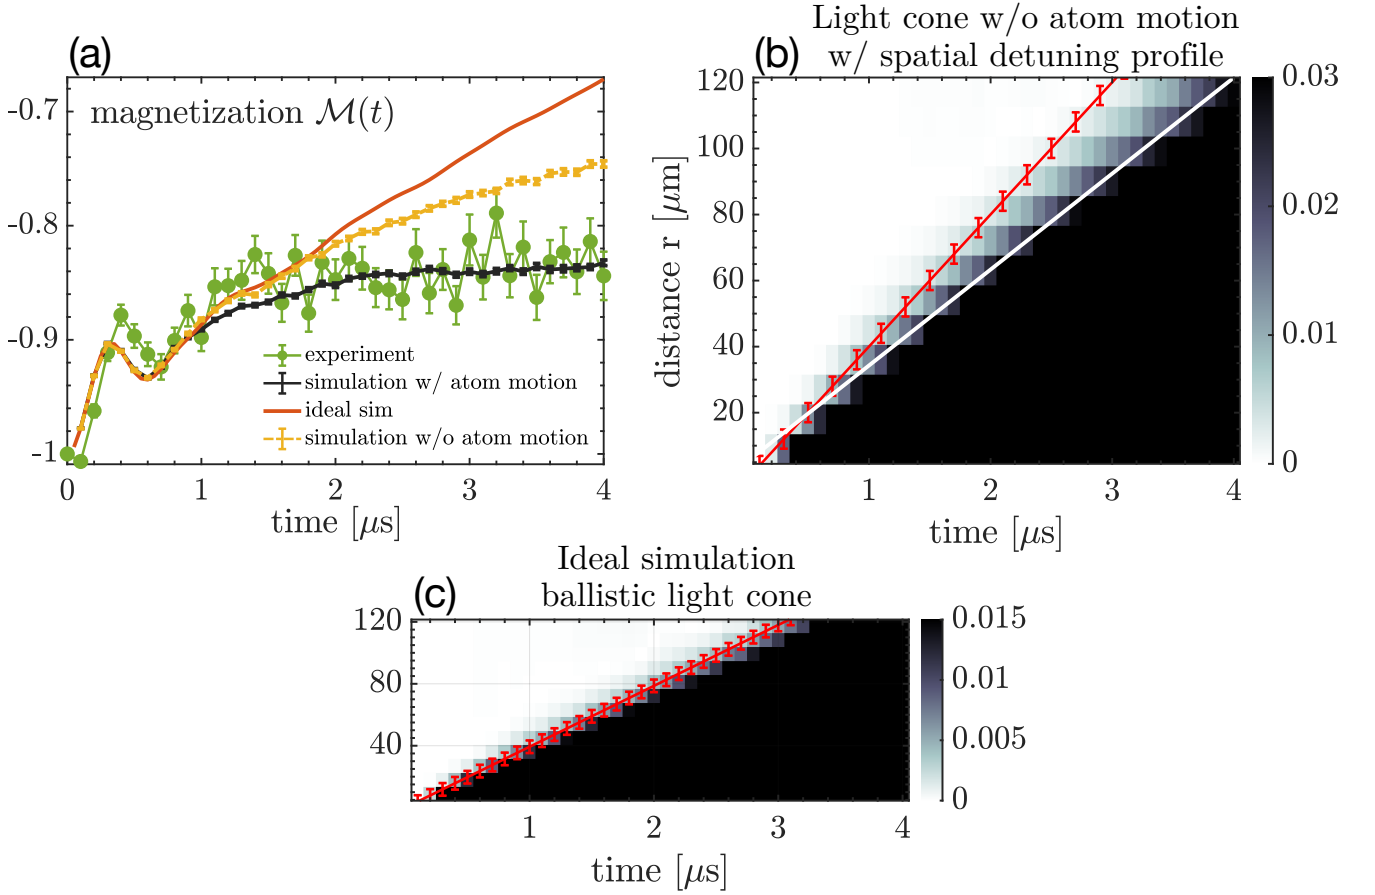 (a)
magnetization M(t)
-0.7
-0.8
-0.9
-1
experiment
simulation w/ atom motion
ideal sim
simulation w/o atom motion
0 1 2 3 4
time [μs]
Light cone w/o atom motion
(b) w/ spatial detuning profile
120
100
80
60
40
20
distance r [μm]
1 2 3 4
time [μs]
0.03
0.02
0.01
0
Ideal simulation
(c) ballistic light cone
120
80
40
1 2 3 4
time [μs]
0.015
0.01
0.005
0